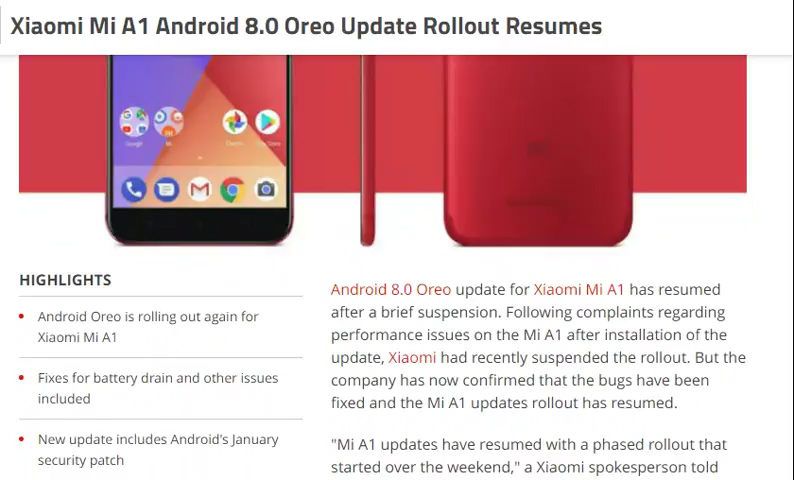 Xiaomi Mi A1 Android 8.0 Oreo Update Rollout Resumes
Google
HIGHLIGHTS
Android Oreo is rolling out again for
Xiaomi Mi A1
Fixes for battery drain and other issues
included
New update includes Android's January
security patch
Android 8.0 Oreo update for Xiaomi Mi A1 has resumed
after a brief suspension. Following complaints regarding
performance issues on the Mi A1 after installation of the
update, Xiaomi had recently suspended the rollout. But the
company has now confirmed that the bugs have been
fixed and the Mi A1 updates rollout has resumed.
"Mi A1 updates have resumed with a phased rollout that
started over the weekend," a Xiaomi spokesperson told